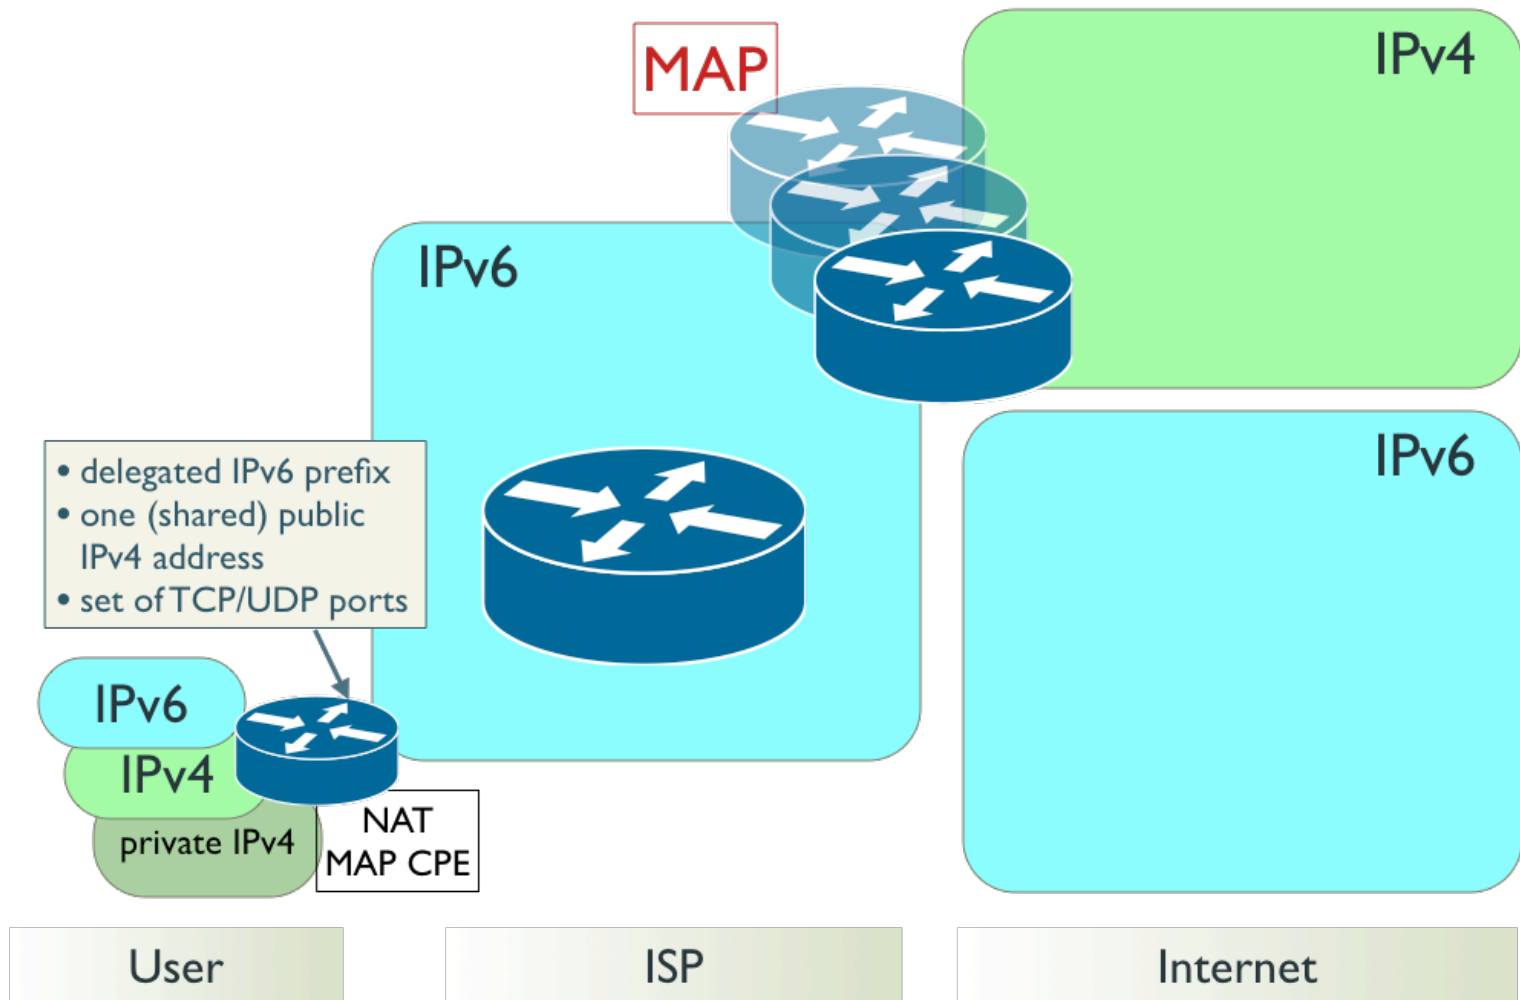 MAP
IPv4
IPv6
IPv6
• delegated IPv6 prefix
• one (shared) public
IPv4 address
• set of TCP/UDP ports
IPv6
IPv4
private IPv4
NAT
MAP CPE
User
ISP
Internet